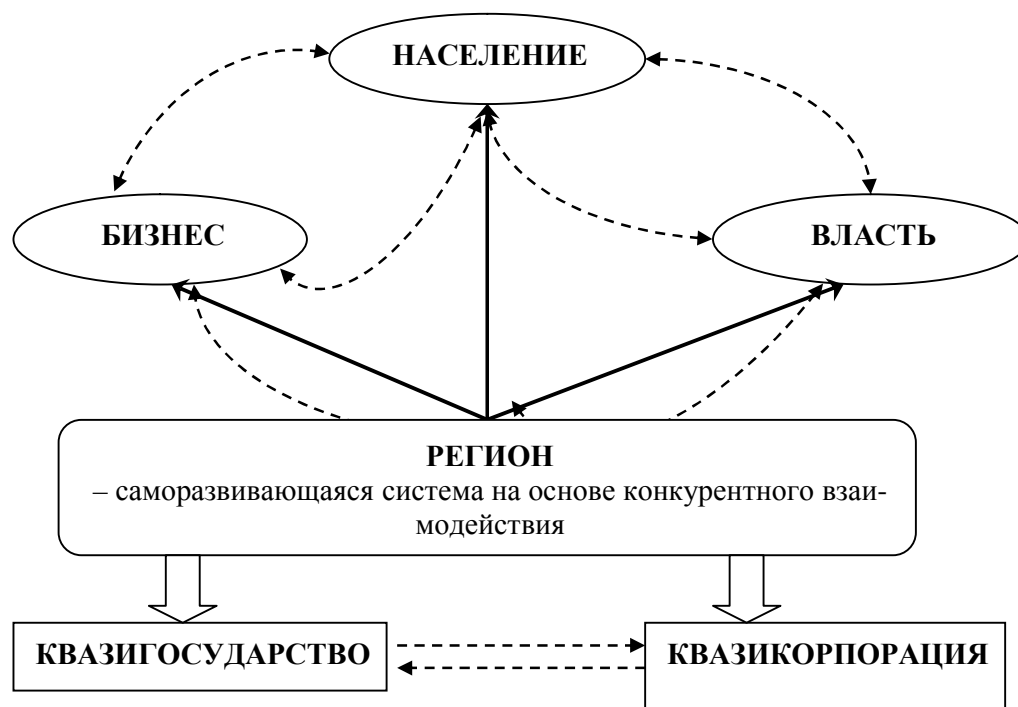 НАСЕЛЕНИЕ
БИЗНЕС
ВЛАСТЬ
РЕГИОН
– саморазвивающаяся система на основе конкурентного взаи-
модействия
КВАЗИГОСУДАРСТВО
КВАЗИКОРПОРАЦИЯ